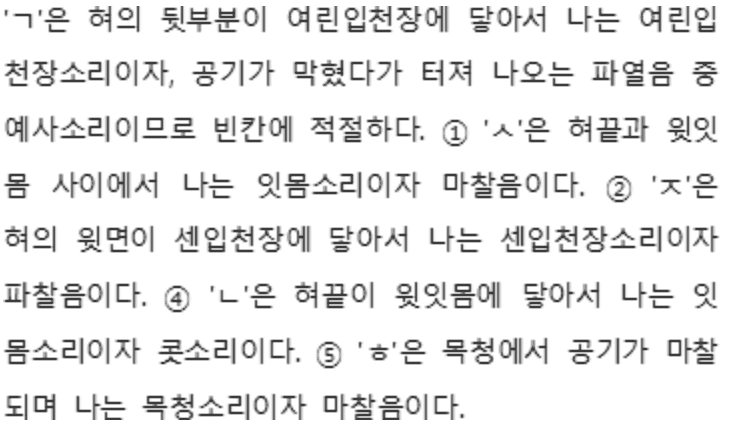 'ㄱ'은 혀의 뒷부분이 여린입천장에 닿아서 나는 여린입
천장소리이자, 공기가 막혔다가 터져 나오는 파열음 중
예사소리이므로 빈칸에 적절하다. ① 'ㅅ'은 혀끝과 윗잇
몸 사이에서 나는 잇몸소리이자 마찰음이다. ② 'ㅈ'은
혀의 윗면이 센입천장에 닿아서 나는 센입천장소리이자
파찰음이다. ④ 'ㄴ'은 혀끝이 윗잇몸에 닿아서 나는 잇
몸소리이자 콧소리이다. ⑤ 'ㅎ'은 목청에서 공기가 마찰
되며 나는 목청소리이자 마찰음이다.